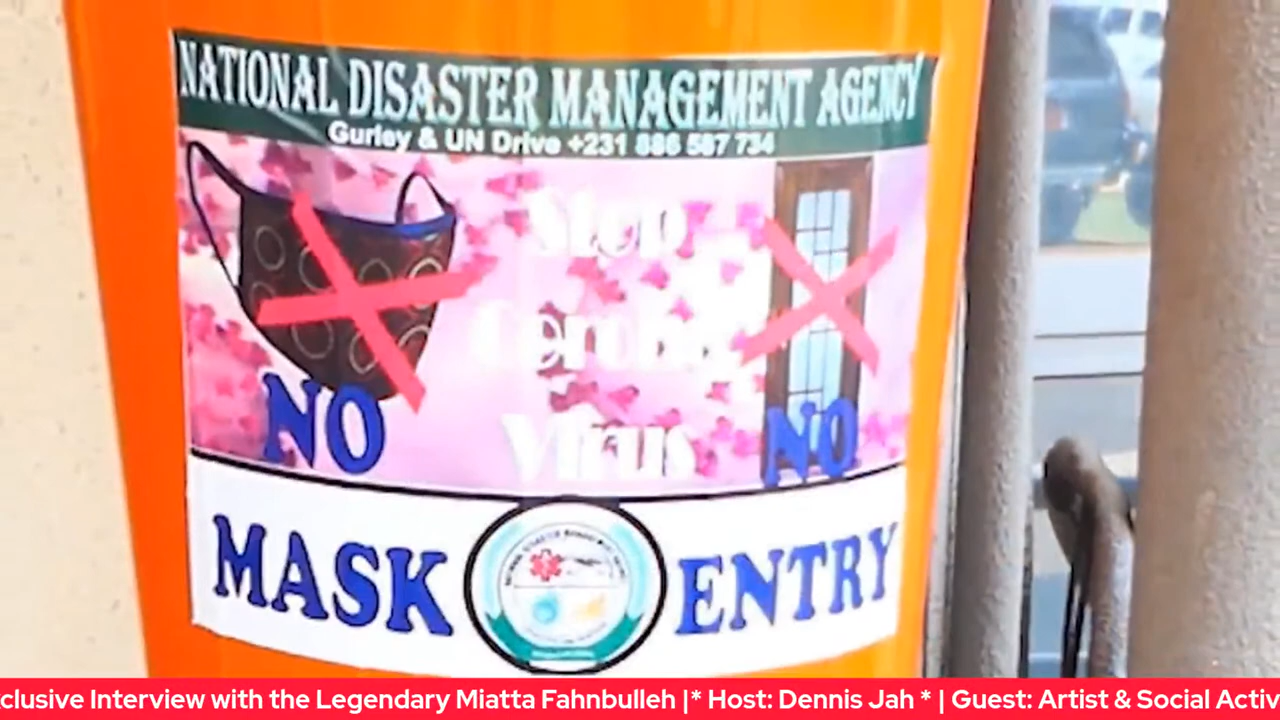 NATIONAL DISASTER MANAGEMENT AGENCY
Gurley & UN Drive +231 886 587 734
Stop
Corona
Virus
NO
NO
MASK
ENTRY
clusive Interview with the Legendary Miatta Fahnbulleh |* Host: Dennis Jah * | Guest: Artist & Social Activ